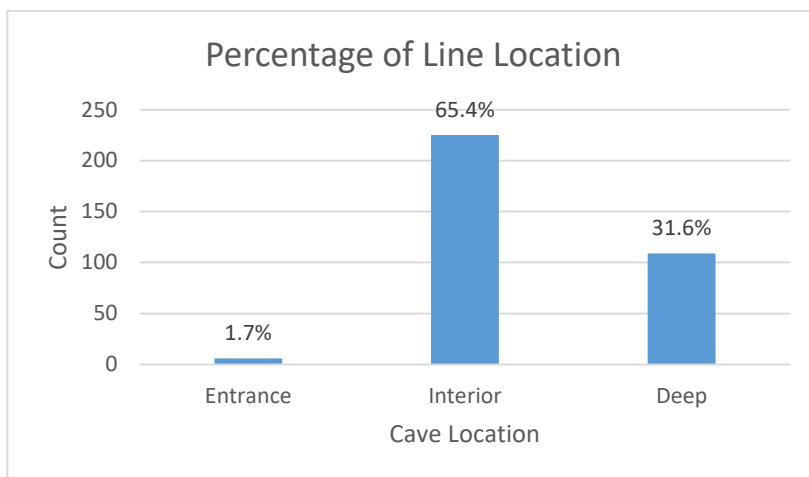 Percentage of Line Location
250
200
150
100
50
0
Count
65.4%
31.6%
1.7%
Entrance Interior Deep
Cave Location